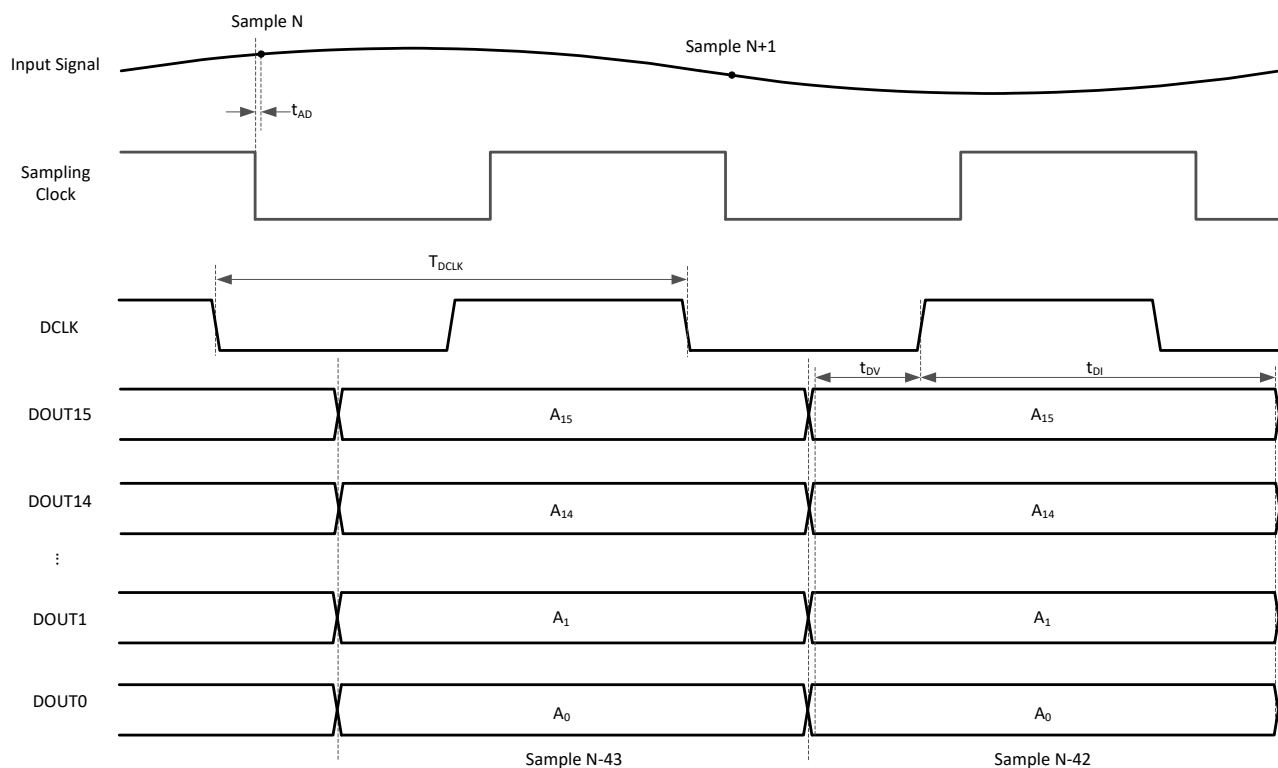 Sample N
Sample N+1
Input Signal
tAD
Sampling
Clock
TDCLK
DCLK
tDV
tDI
DOUT15
A15
A15
DOUT14
A14
A14
...
DOUT1
A1
A1
DOUT0
A0
A0
Sample N-43
Sample N-42